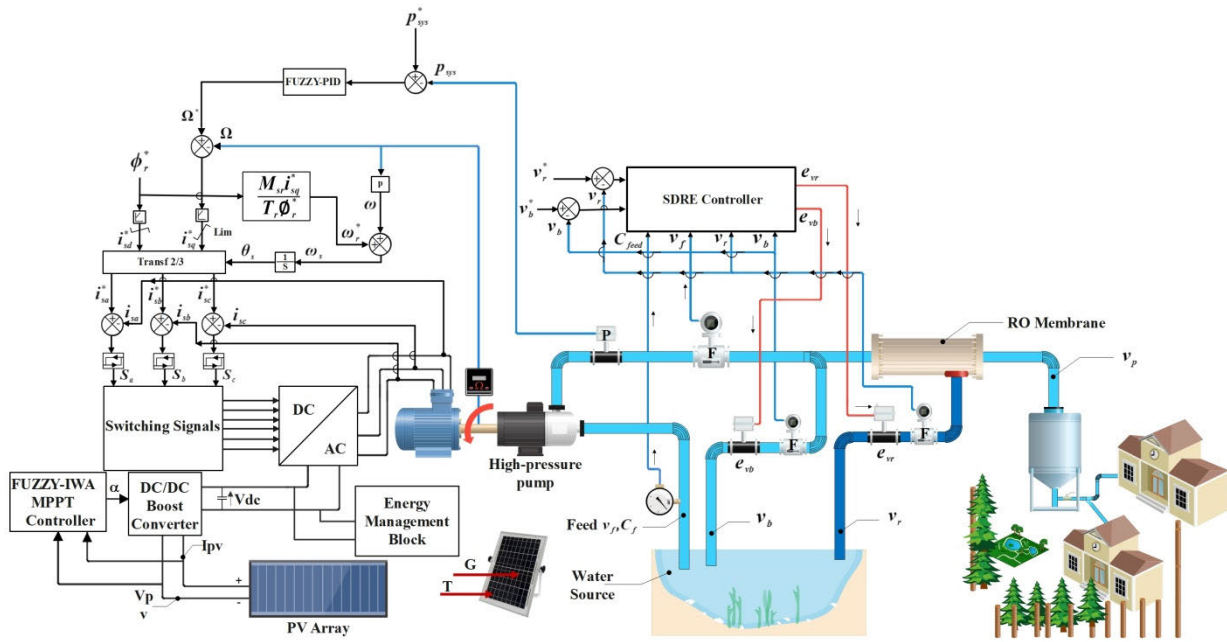 p*sys
psys
FUZZY-PID
Ω*
Ω
ϕ*r
Msr i*sq
Tr Ø*r
p
ω
ω*r
Lim
i*sd
i*sq
Transf 2/3
θs
1
S
ωs
i*sa
i*sb
i*sc
isa
isb
isc
Sa
Sb
Sc
Switching Signals
DC
AC
FUZZY-IWA
MPPT
Controller
α
DC/DC
Boost
Converter
Vdc
Energy
Management
Block
Ipv
Vp
v
+
-
PV Array
G
T
Ω
High-pressure
pump
v*r
vr
v*b
vb
SDRE Controller
Cfeed
vf
vr
vb
evr
evb
P
F
RO Membrane
vp
evb
F
evr
F
Feed vf,Cf
vb
vr
Water
Source